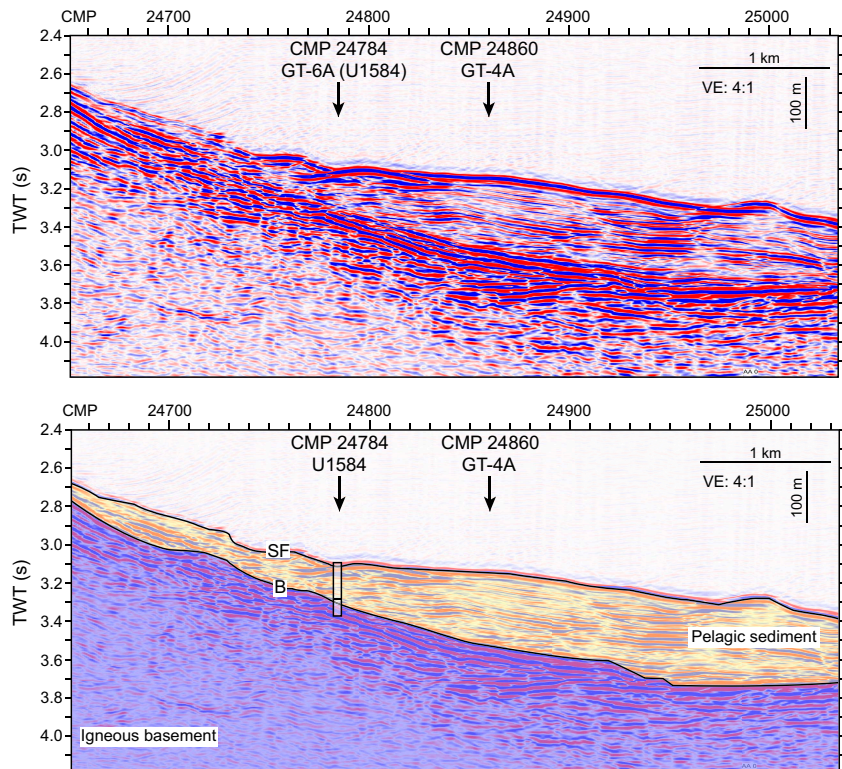 CMP 24700 24800 24900 25000
2.4
CMP 24784 CMP 24860
GT-6A (U1584) GT-4A
1 km
VE: 4:1
100 m
2.6
2.8
3.0
3.2
3.4
3.6
3.8
4.0
TWT (s)
CMP 24700 24800 24900 25000
2.4
CMP 24784 CMP 24860
U1584 GT-4A
1 km
VE: 4:1
100 m
2.6
2.8
3.0
3.2
3.4
3.6
3.8
4.0
TWT (s)
SF
B
Pelagic sediment
Igneous basement